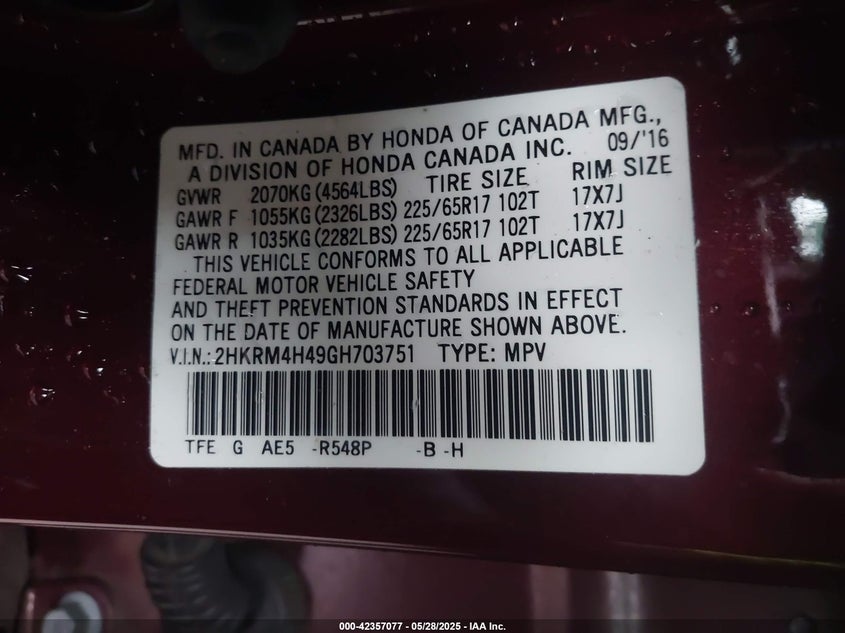 MFD. IN CANADA BY HONDA OF CANADA MFG.,
A DIVISION OF HONDA CANADA INC. 09/'16
GVWR 2070KG (4564LBS) TIRE SIZE RIM SIZE
GAWR F 1055KG (2326LBS) 225/65R17 102T 17X7J
GAWR R 1035KG (2282LBS) 225/65R17 102T 17X7J
THIS VEHICLE CONFORMS TO ALL APPLICABLE
FEDERAL MOTOR VEHICLE SAFETY
AND THEFT PREVENTION STANDARDS IN EFFECT
ON THE DATE OF MANUFACTURE SHOWN ABOVE.
V.I.N.: 2HKRM4H49GH703751 TYPE: MPV
TFE G AE5 -R548P -B -H
000-42357077 — 05/28/2025 — IAA Inc.